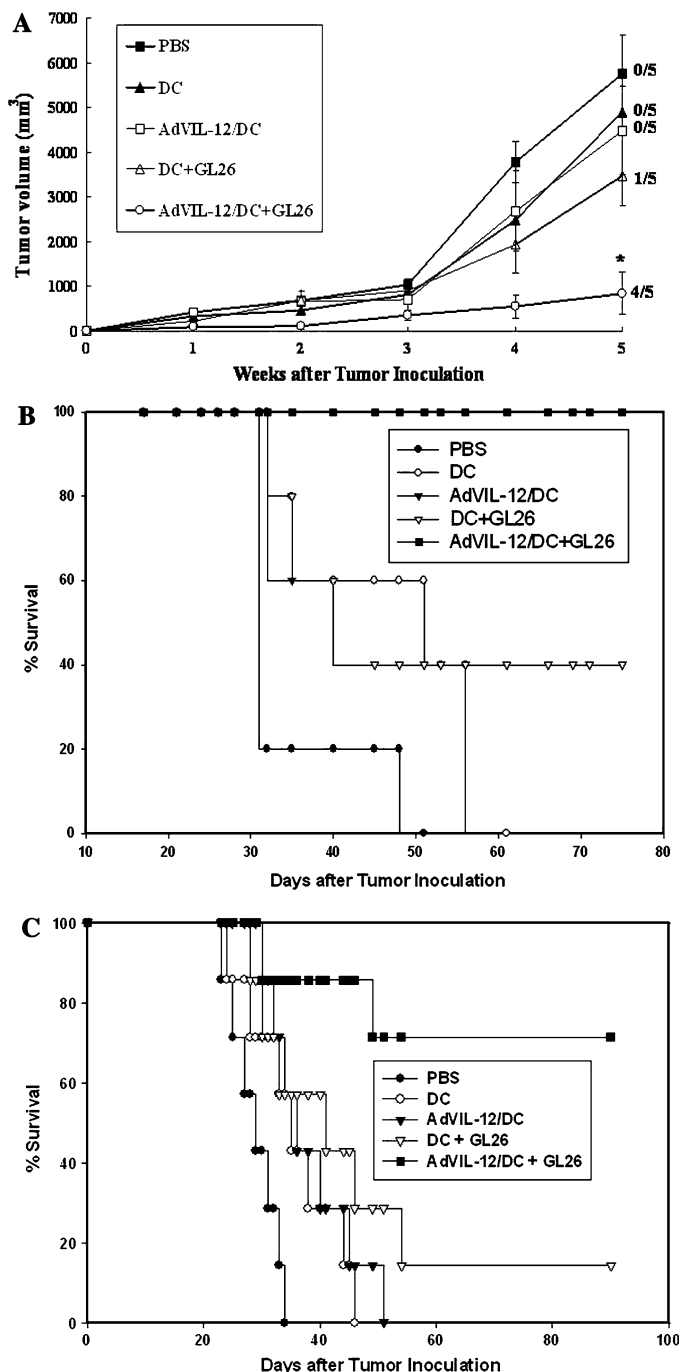 A
Tumor volume (mm³)
7000
6000
5000
4000
3000
2000
1000
0
PBS
DC
AdVIL-12/DC
DC+GL26
AdVIL-12/DC+GL26
0/5
0/5
0/5
1/5
*
4/5
0 1 2 3 4 5
Weeks after Tumor Inoculation
B
% Survival
100
80
60
40
20
0
PBS
DC
AdVIL-12/DC
DC+GL26
AdVIL-12/DC+GL26
10 20 30 40 50 60 70 80
Days after Tumor Inoculation
C
% Survival
100
80
60
40
20
0
PBS
DC
AdVIL-12/DC
DC + GL26
AdVIL-12/DC + GL26
0 20 40 60 80 100
Days after Tumor Inoculation